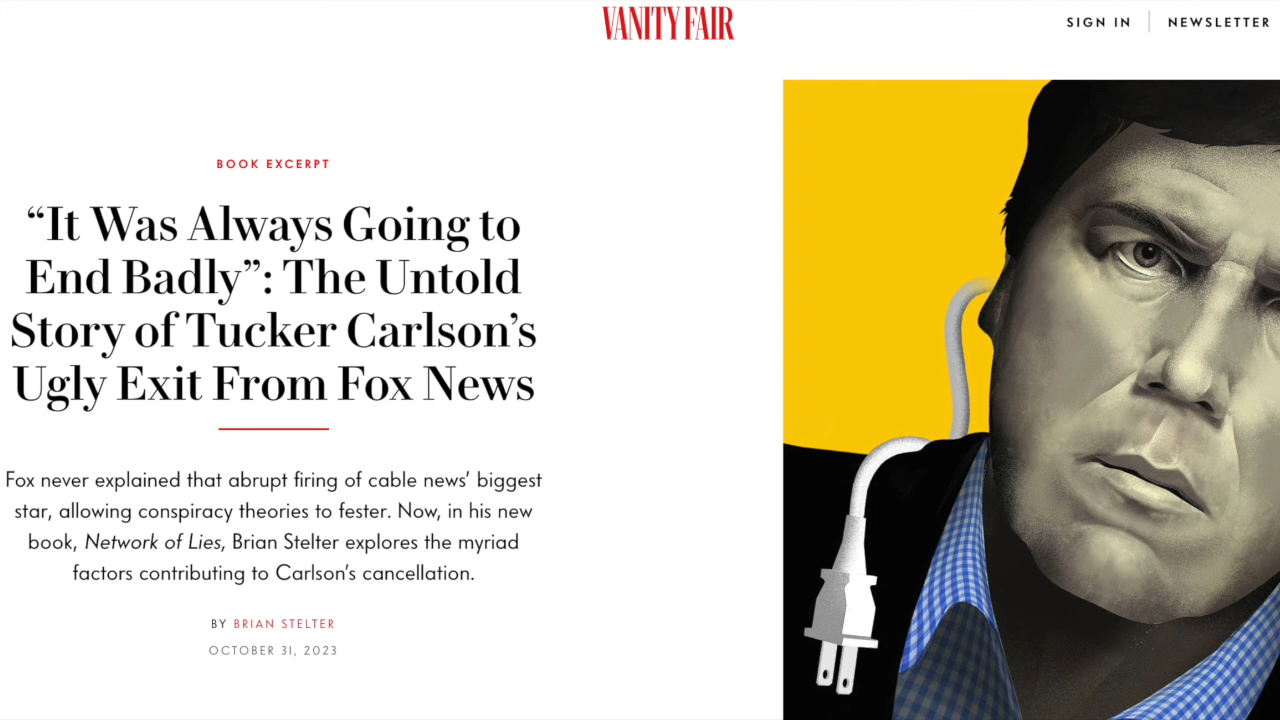 VANITY FAIR
SIGN IN
NEWSLETTER
BOOK EXCERPT
“It Was Always Going to
End Badly”: The Untold
Story of Tucker Carlson’s
Ugly Exit From Fox News
Fox never explained that abrupt firing of cable news’ biggest
star, allowing conspiracy theories to fester. Now, in his new
book, Network of Lies, Brian Stelter explores the myriad
factors contributing to Carlson’s cancellation.
BY BRIAN STELTER
OCTOBER 31, 2023